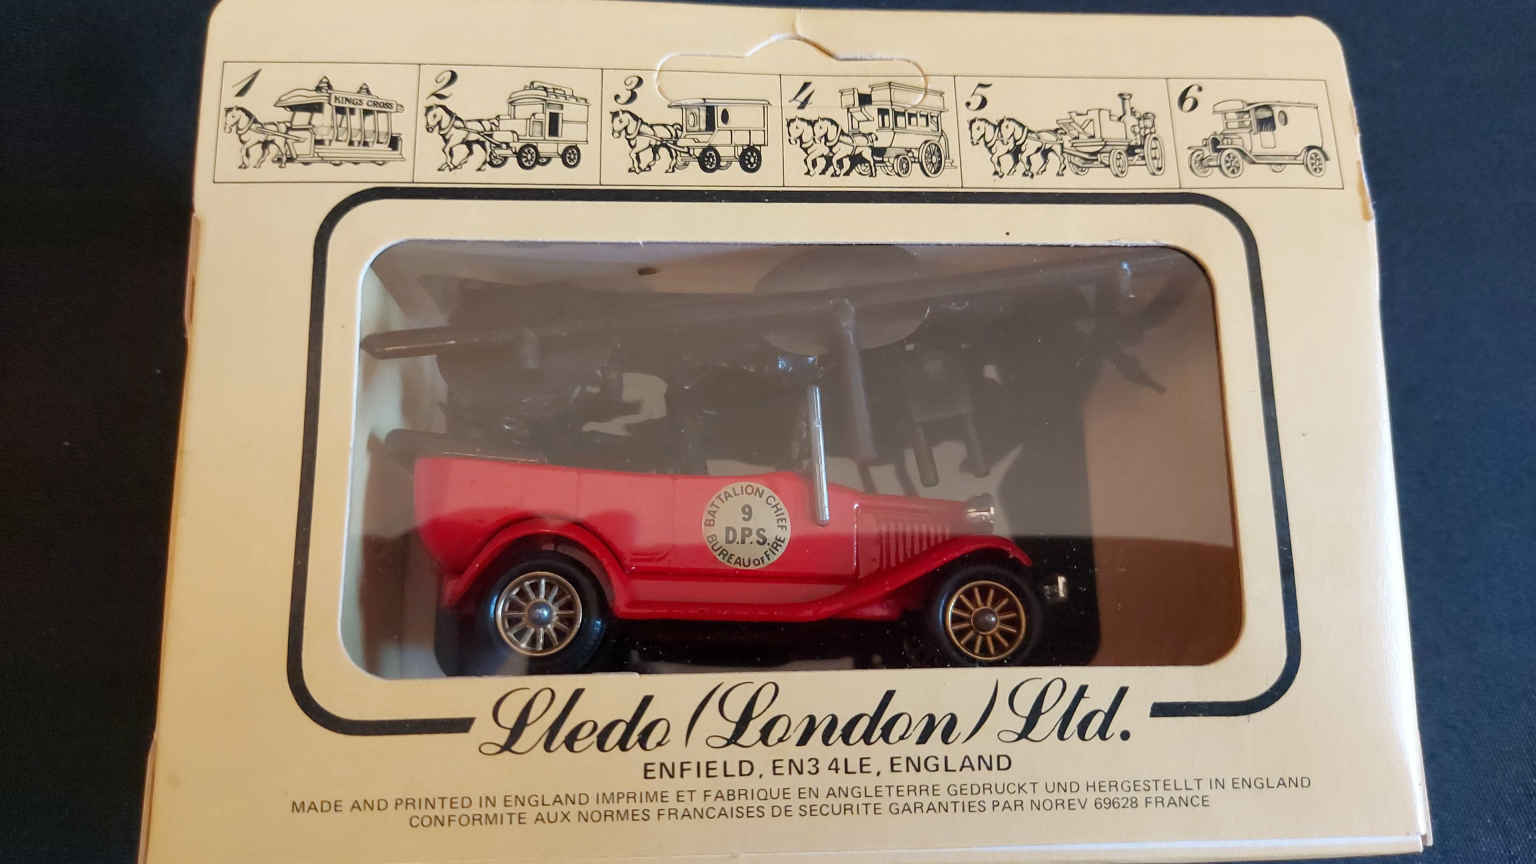 1 2 3 4 5 6
KINGS CROSS
BATTALION CHIEF
9
D.P.S.
BUREAU OF FIRE
Lledo (London) Ltd.
ENFIELD, EN3 4LE, ENGLAND
MADE AND PRINTED IN ENGLAND IMPRIME ET FABRIQUE EN ANGLETERRE GEDRUCKT UND HERGESTELLT IN ENGLAND
CONFORMITE AUX NORMES FRANCAISES DE SECURITE GARANTIES PAR NOREV 69628 FRANCE